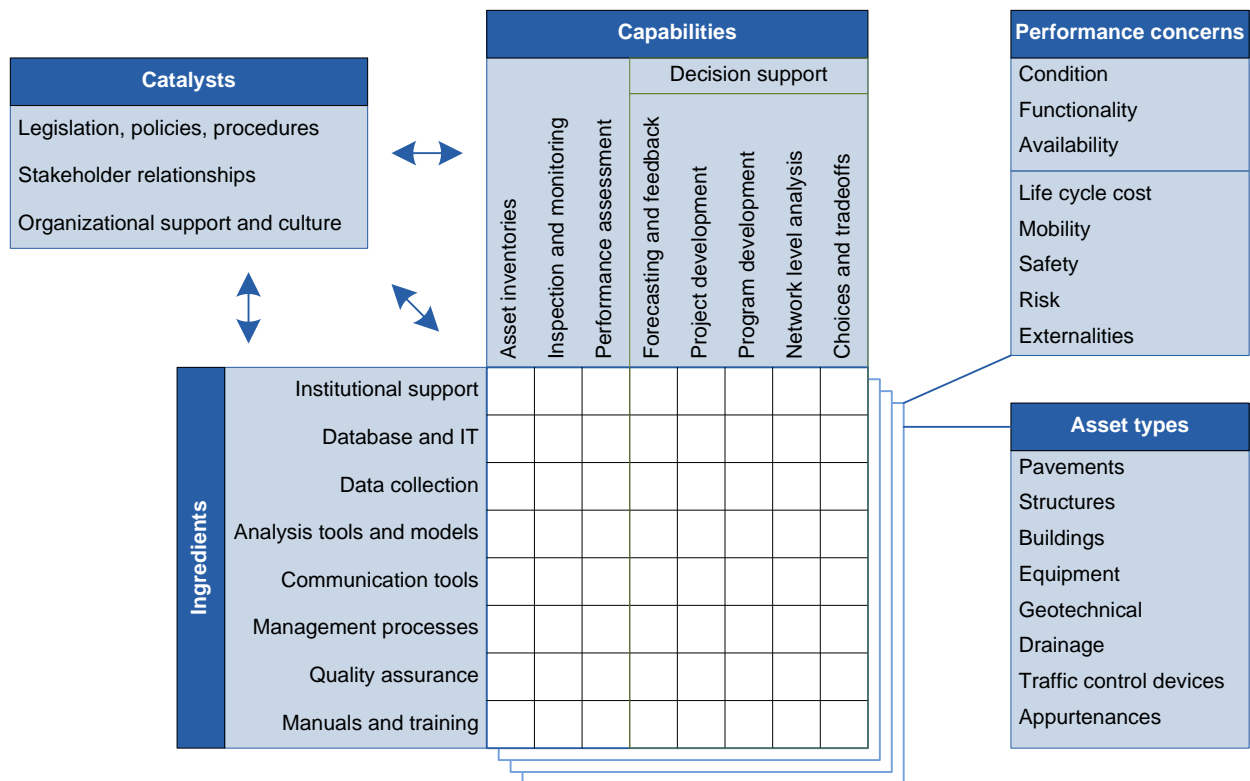 Capabilities
Decision support
Asset inventories
Inspection and monitoring
Performance assessment
Forecasting and feedback
Project development
Program development
Network level analysis
Choices and tradeoffs
Catalysts
Legislation, policies, procedures
Stakeholder relationships
Organizational support and culture
Ingredients
Institutional support
Database and IT
Data collection
Analysis tools and models
Communication tools
Management processes
Quality assurance
Manuals and training
Performance concerns
Condition
Functionality
Availability
Life cycle cost
Mobility
Safety
Risk
Externalities
Asset types
Pavements
Structures
Buildings
Equipment
Geotechnical
Drainage
Traffic control devices
Appurtenances